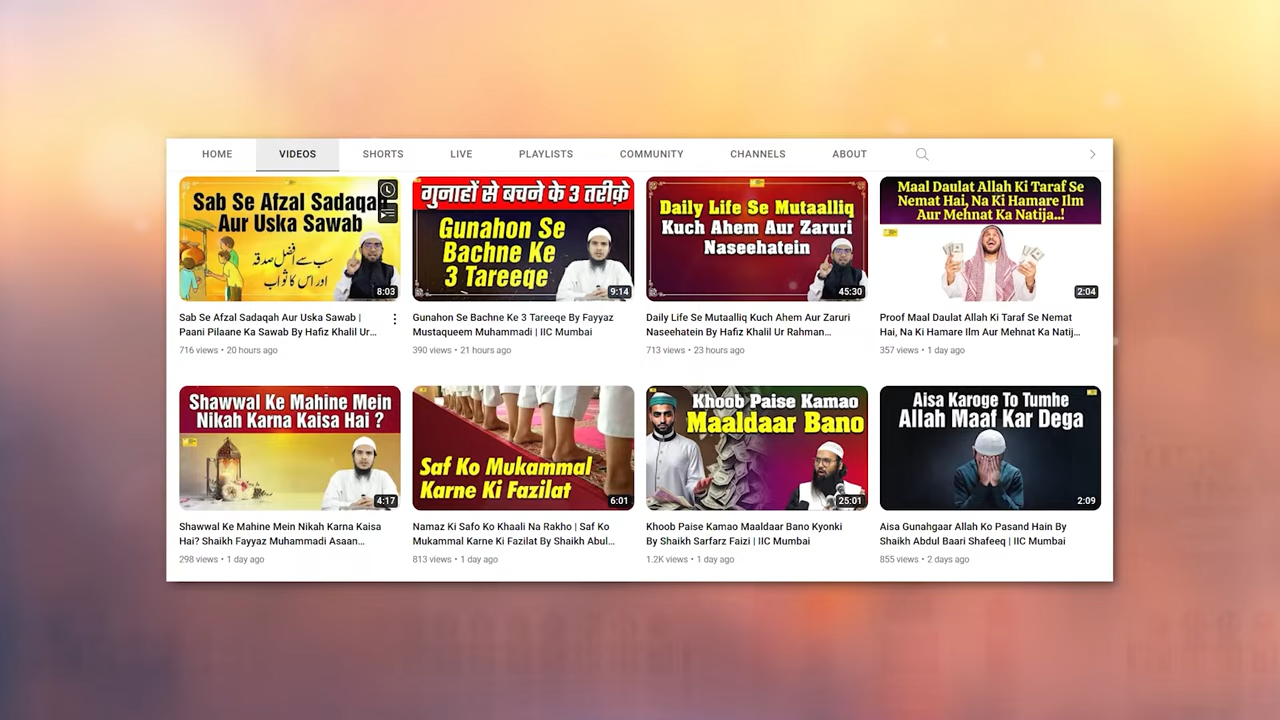 HOME VIDEOS SHORTS LIVE PLAYLISTS COMMUNITY CHANNELS ABOUT
Sab Se Afzal Sadaqah
Aur Uska Sawab
سب سے افضل صدقہ
اور اس کا ثواب
8:03
Sab Se Afzal Sadaqah Aur Uska Sawab |
Paani Pilaane Ka Sawab By Hafiz Khalil Ur...
716 views • 20 hours ago
गुनाहों से बचने के 3 तरीक़े
Gunahon Se
Bachne Ke
3 Tareeqe
9:14
Gunahon Se Bachne Ke 3 Tareeqe By Fayyaz
Mustaqueem Muhammadi | IIC Mumbai
390 views • 21 hours ago
Daily Life Se Mutaalliq
Kuch Ahem Aur Zaruri
Naseehatein
45:30
Daily Life Se Mutaalliq Kuch Ahem Aur Zaruri
Naseehatein By Hafiz Khalil Ur Rahman...
713 views • 23 hours ago
Maal Daulat Allah Ki Taraf Se
Nemat Hai, Na Ki Hamare Ilm
Aur Mehnat Ka Natija..!
2:04
Proof Maal Daulat Allah Ki Taraf Se Nemat
Hai, Na Ki Hamare Ilm Aur Mehnat Ka Natij...
357 views • 1 day ago
Shawwal Ke Mahine Mein
Nikah Karna Kaisa Hai ?
4:17
Shawwal Ke Mahine Mein Nikah Karna Kaisa
Hai? Shaikh Fayyaz Muhammadi Asaan...
298 views • 1 day ago
Saf Ko Mukammal
Karne Ki Fazilat
6:01
Namaz Ki Safo Ko Khaali Na Rakho | Saf Ko
Mukammal Karne Ki Fazilat By Shaikh Abul...
813 views • 1 day ago
Khoob Paise Kamao
Maaldaar Bano
25:01
Khoob Paise Kamao Maaldaar Bano Kyonki
By Shaikh Sarfarz Faizi | IIC Mumbai
1.2K views • 1 day ago
Aisa Karoge To Tumhe
Allah Maaf Kar Dega
2:09
Aisa Gunahgaar Allah Ko Pasand Hain By
Shaikh Abdul Baari Shafeeq | IIC Mumbai
855 views • 2 days ago